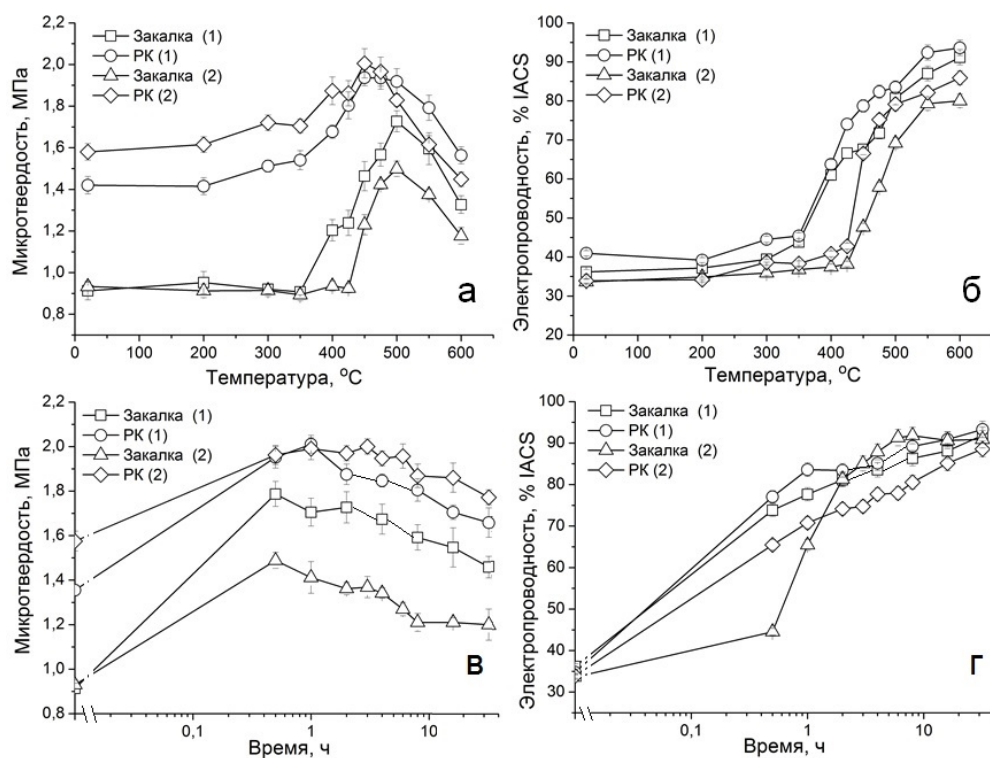 Микротвердость, МПа
2,2
2,0
1,8
1,6
1,4
1,2
1,0
0,8
Закалка (1)
РК (1)
Закалка (2)
РК (2)
а
0 100 200 300 400 500 600
Температура, °C
Электропроводность, % IACS
100
90
80
70
60
50
40
30
20
Закалка (1)
РК (1)
Закалка (2)
РК (2)
б
0 100 200 300 400 500 600
Температура, °C
Микротвердость, МПа
2,2
2,0
1,8
1,6
1,4
1,2
1,0
0,8
Закалка (1)
РК (1)
Закалка (2)
РК (2)
в
0,1 1 10
Время, ч
Электропроводность, % IACS
100
90
80
70
60
50
40
30
Закалка (1)
РК (1)
Закалка (2)
РК (2)
г
0,1 1 10
Время, ч